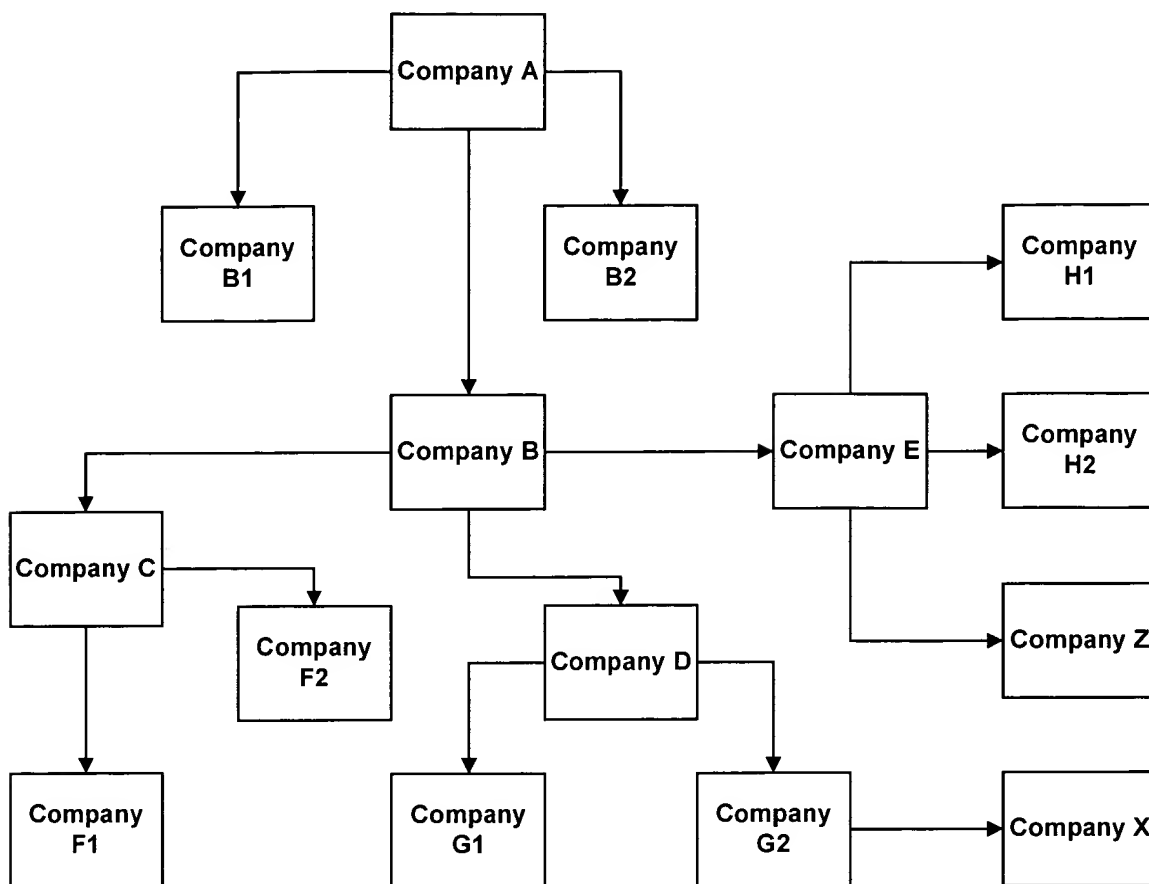 Company A
Company
B1
Company
B2
Company
H1
Company B
Company E
Company
H2
Company C
Company
F2
Company D
Company Z
Company
F1
Company
G1
Company
G2
Company X